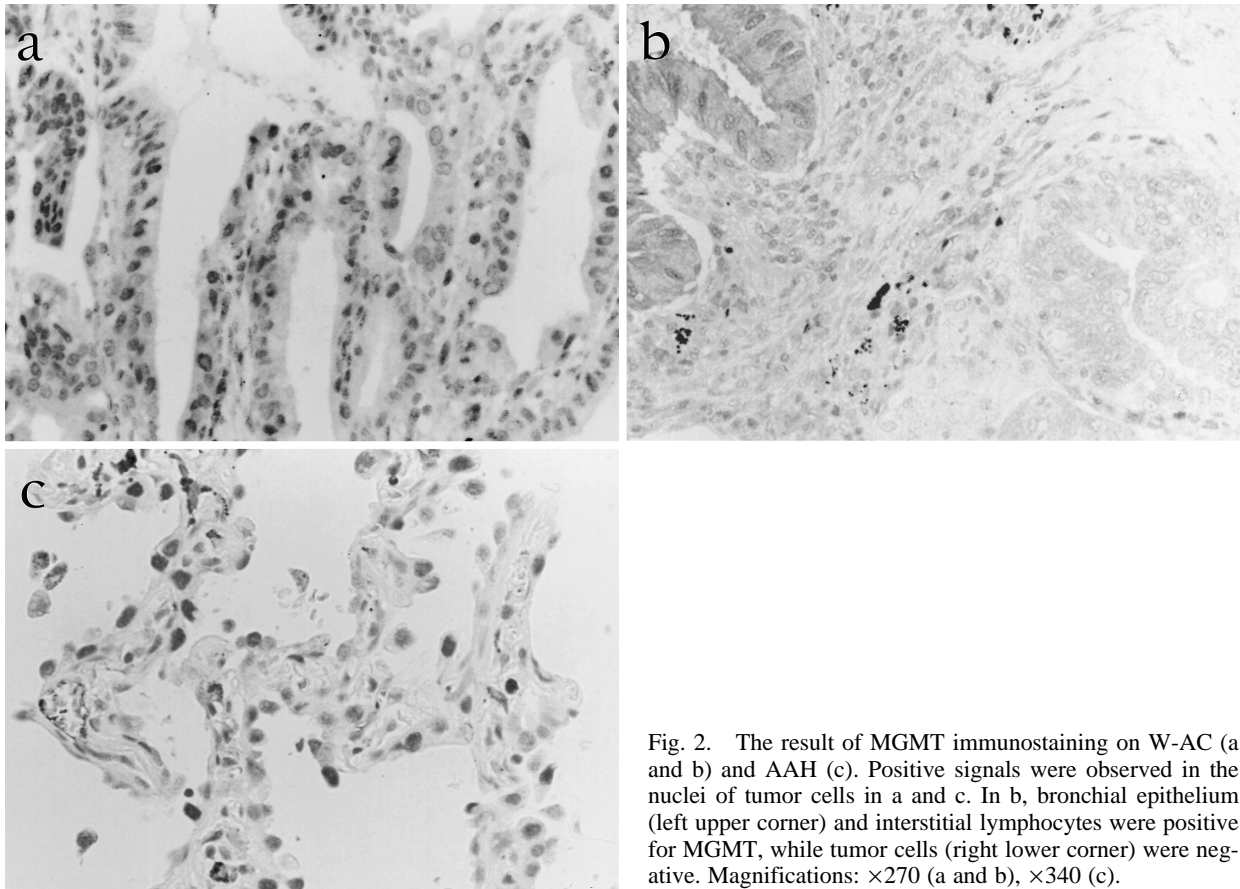 a
b
c
Fig. 2. The result of MGMT immunostaining on W-AC (a
and b) and AAH (c). Positive signals were observed in the
nuclei of tumor cells in a and c. In b, bronchial epithelium
(left upper corner) and interstitial lymphocytes were positive
for MGMT, while tumor cells (right lower corner) were neg-
ative. Magnifications: ×270 (a and b), ×340 (c).